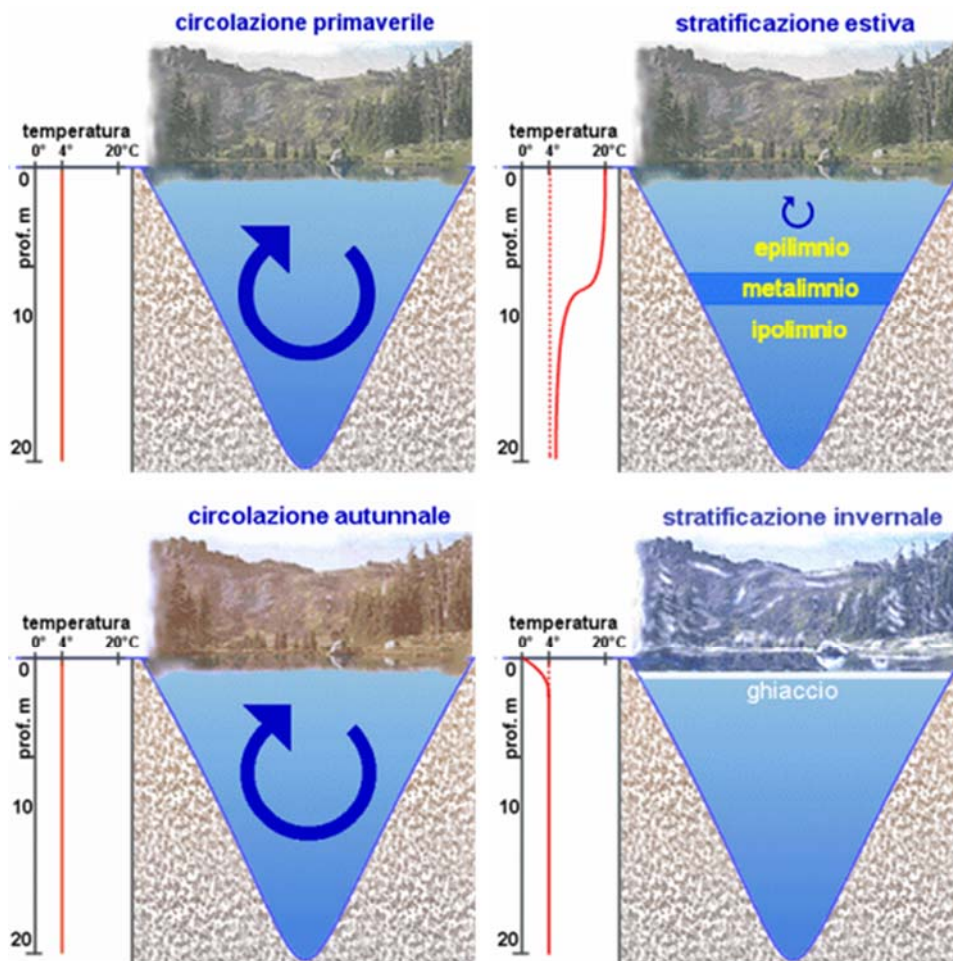 circolazione primaverile
temperatura
0° 4° 20°C
0
prof. m
10
20
stratificazione estiva
temperatura
0° 4° 20°C
0
prof. m
10
20
epilimnio
metalimnio
ipolimnio
circolazione autunnale
temperatura
0° 4° 20°C
0
prof. m
10
20
stratificazione invernale
temperatura
0° 4° 20°C
0
prof. m
10
20
ghiaccio